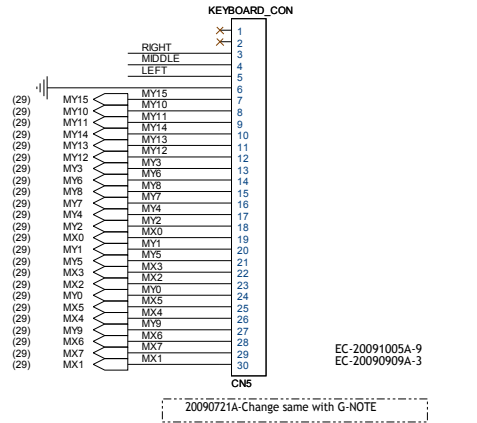 KEYBOARD_CON
1
2
RIGHT 3
MIDDLE 4
LEFT 5
6
(29) MY15 MY15 7
(29) MY10 MY10 8
(29) MY11 MY11 9
(29) MY14 MY14 10
(29) MY13 MY13 11
(29) MY12 MY12 12
(29) MY3 MY3 13
(29) MY6 MY6 14
(29) MY8 MY8 15
(29) MY7 MY7 16
(29) MY4 MY4 17
(29) MY2 MY2 18
(29) MX0 MX0 19
(29) MY1 MY1 20
(29) MY5 MY5 21
(29) MX3 MX3 22
(29) MX2 MX2 23
(29) MY0 MY0 24
(29) MX5 MX5 25
(29) MX4 MX4 26
(29) MY9 MY9 27
(29) MX6 MX6 28
(29) MX7 MX7 29
(29) MX1 MX1 30
EC-20091005A-9
EC-20090909A-3
CN5
20090721A-Change same with G-NOTE